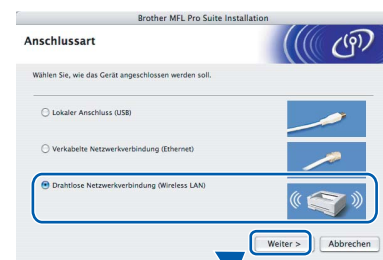 Brother MFL Pro Suite Installation
Anschlussart
Wählen Sie, wie das Gerät angeschlossen werden soll.
Lokaler Anschluss (USB)
Verkabelte Netzwerkverbindung (Ethernet)
Drahtlose Netzwerkverbindung (Wireless LAN)
Weiter >
Abbrechen